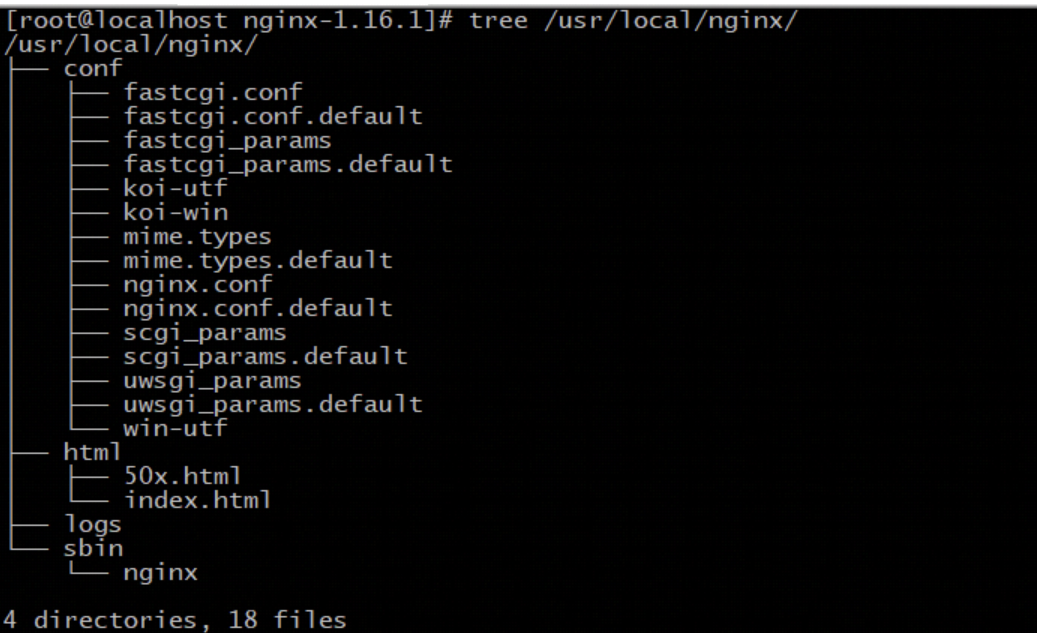 [root@localhost nginx-1.16.1]# tree /usr/local/nginx/
/usr/local/nginx/
├── conf
│   ├── fastcgi.conf
│   ├── fastcgi.conf.default
│   ├── fastcgi_params
│   ├── fastcgi_params.default
│   ├── koi-utf
│   ├── koi-win
│   ├── mime.types
│   ├── mime.types.default
│   ├── nginx.conf
│   ├── nginx.conf.default
│   ├── scgi_params
│   ├── scgi_params.default
│   ├── uwsgi_params
│   ├── uwsgi_params.default
│   └── win-utf
├── html
│   ├── 50x.html
│   └── index.html
├── logs
└── sbin
    └── nginx

4 directories, 18 files